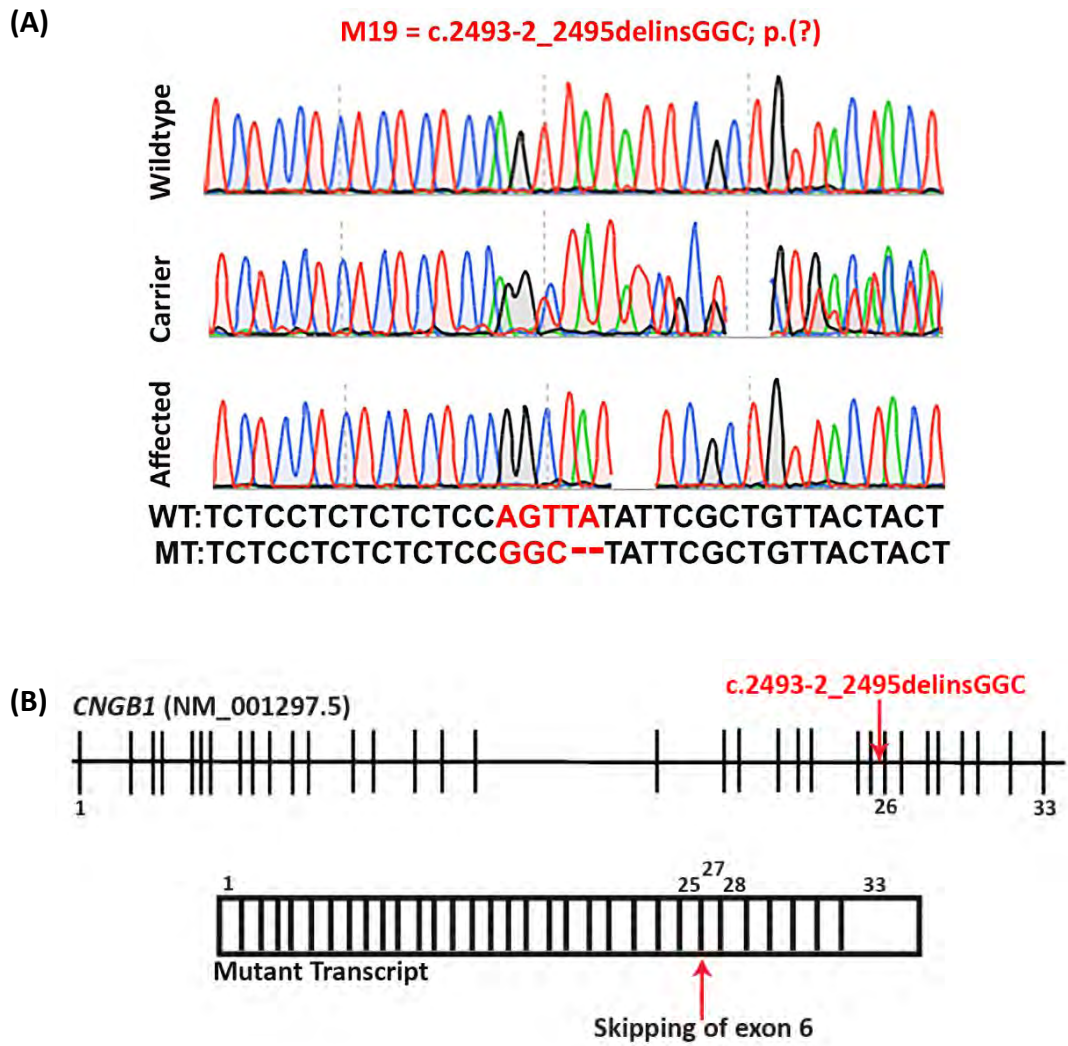 (A)
M19 = c.2493-2_2495delinsGGC; p.(?)
Wildtype
Carrier
Affected
WT:TCTCCTCTCTCTCCAGTTATATTCGCTGTTACTACT
MT:TCTCCTCTCTCTCCGGC--TATTCGCTGTTACTACT
(B)
c.2493-2_2495delinsGGC
CNGB1 (NM_001297.5)
1
26
33
27
1
25
28
33
Mutant Transcript
Skipping of exon 6